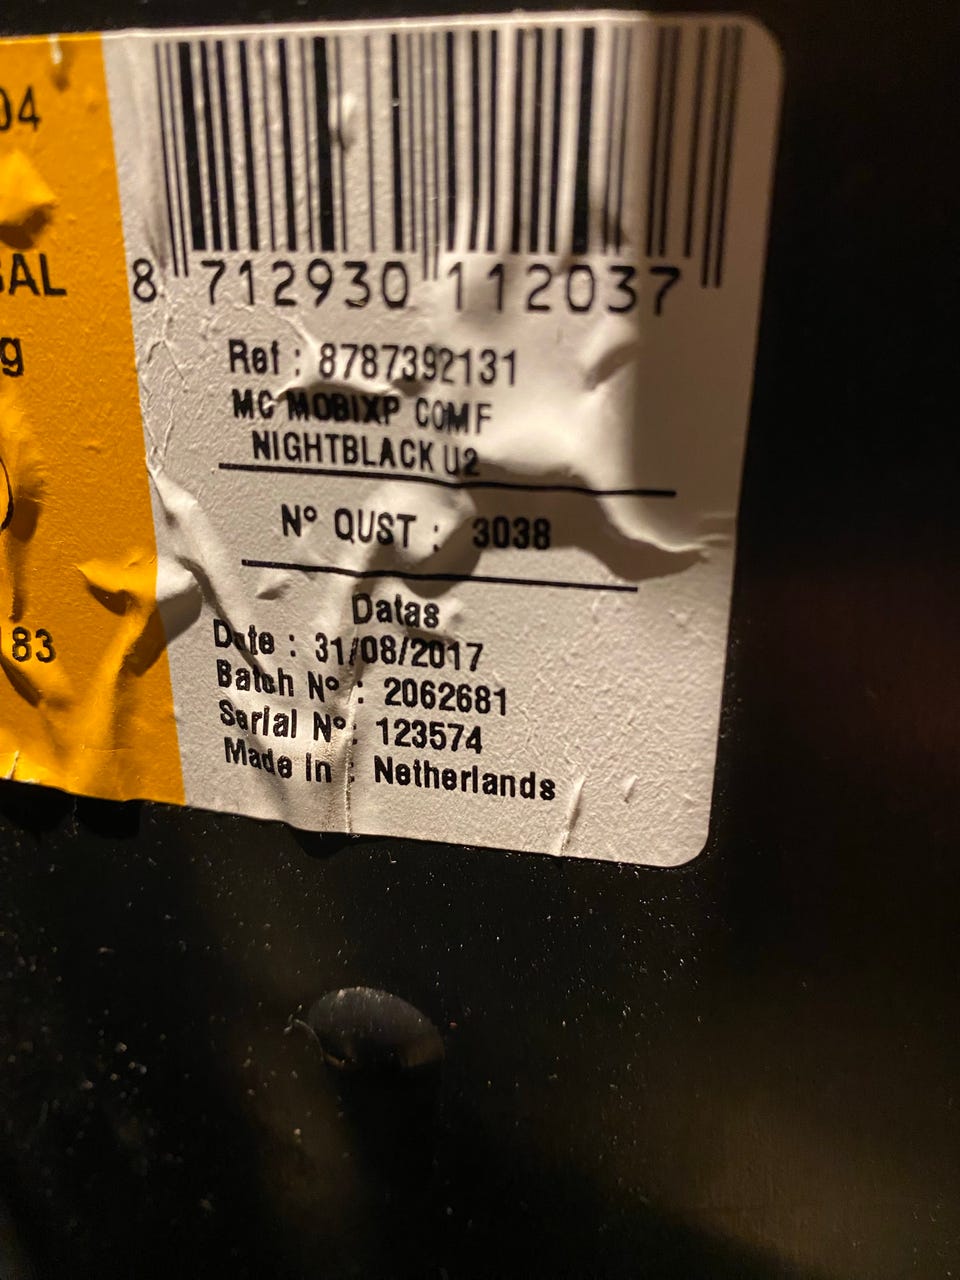 04
BAL
g
183
8 712930 112037
Ref : 8787392131
MC MOBIXP COMF
NIGHTBLACK U2
N° QUST : 3038
Datas
Date : 31/08/2017
Batch N° : 2062681
Serial N° : 123574
Made in : Netherlands